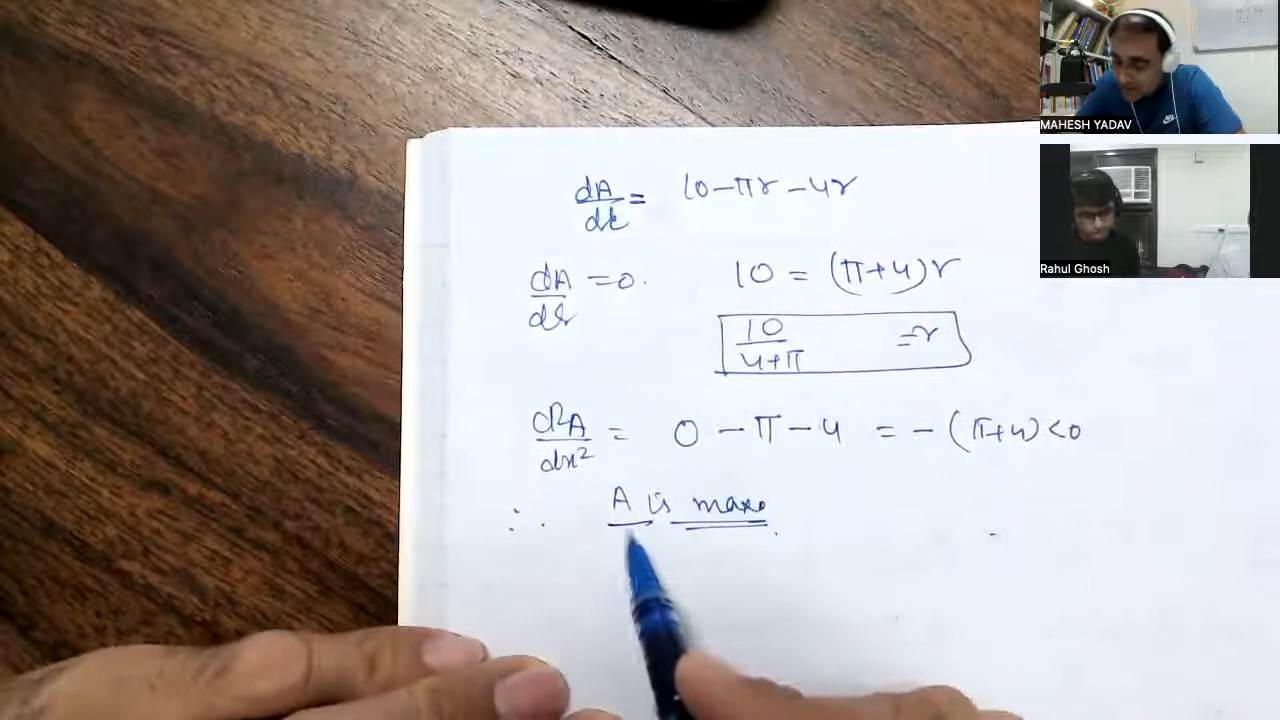 dA/dr = 10-πr-4r
dA/dr = 0. 10 = (π+4)r
10/4+π = r
d²A/dx² = 0 - π - 4 = -(π+4) < 0
∴ A is max.
MAHESH YADAV
Rahul Ghosh